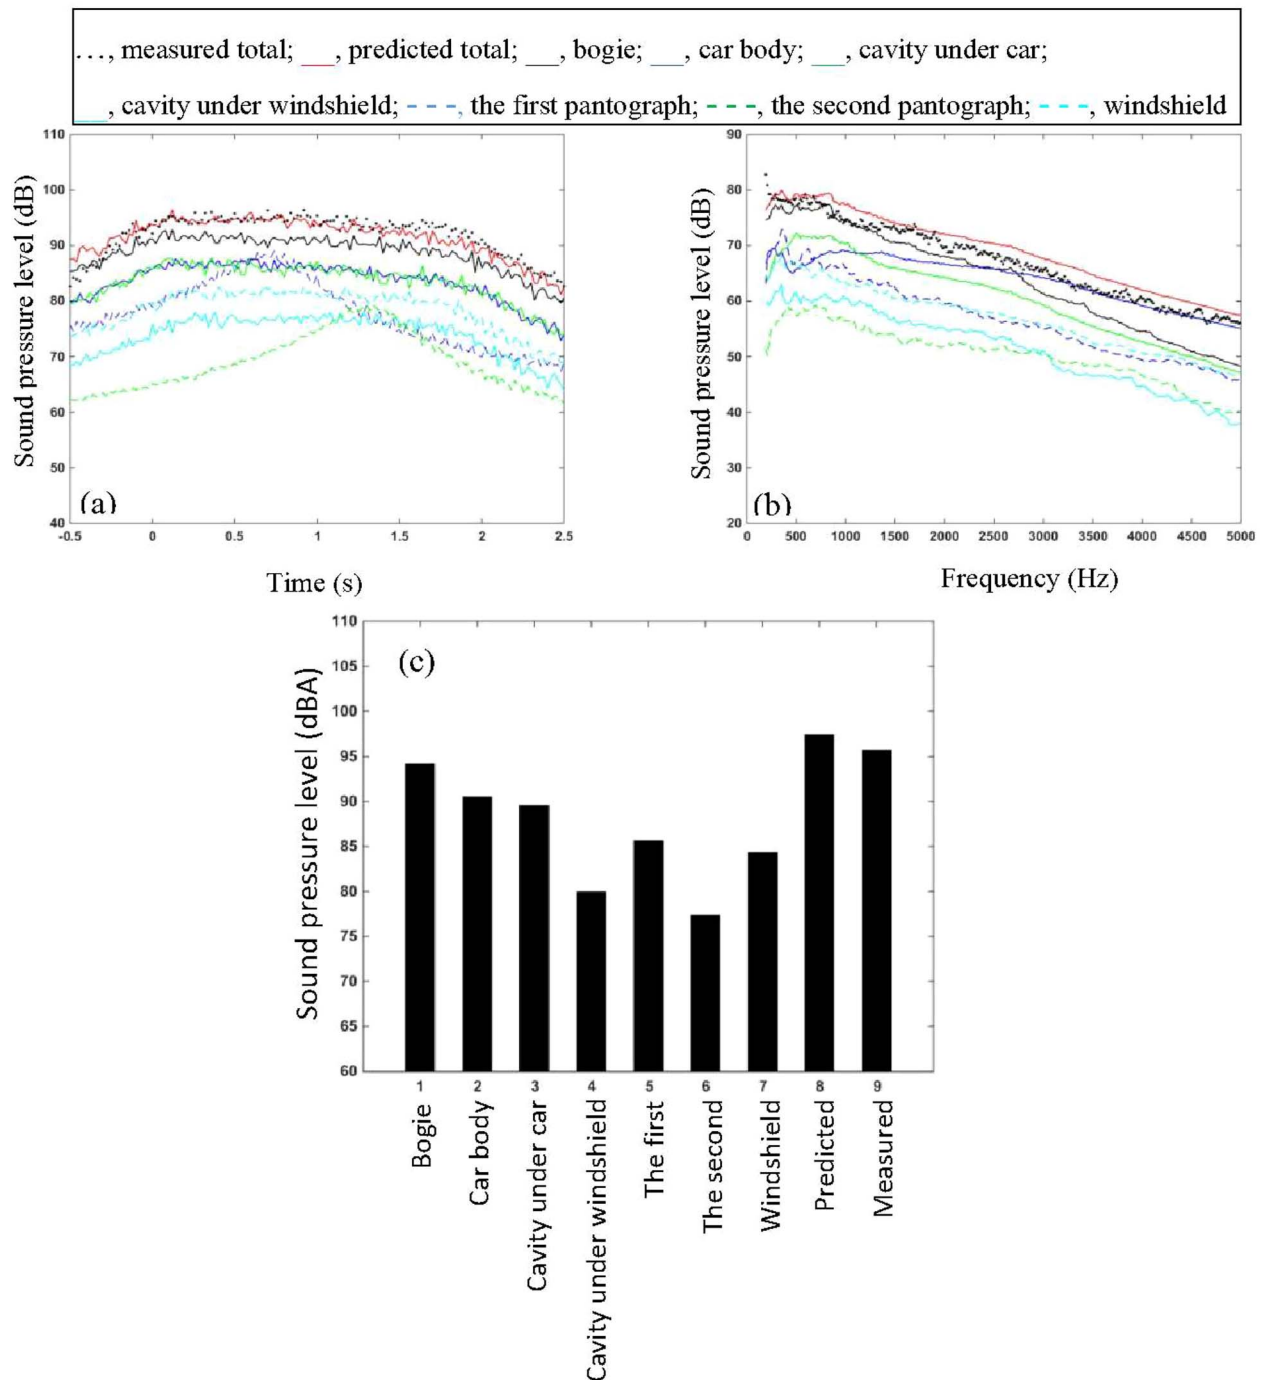 ..., measured total; ___, predicted total; ___, bogie; ___, car body; ___, cavity under car;
___, cavity under windshield; ---, the first pantograph; ---, the second pantograph; ---, windshield
Sound pressure level (dB)
110
100
90
80
70
60
50
40
(a)
-0.5 0 0.5 1 1.5 2 2.5
Time (s)
Sound pressure level (dB)
90
80
70
60
50
40
30
20
(b)
0 500 1000 1500 2000 2500 3000 3500 4000 4500 5000
Frequency (Hz)
Sound pressure level (dBA)
110
105
100
95
90
85
80
75
70
65
60
(c)
1 2 3 4 5 6 7 8 9
Bogie
Car body
Cavity under car
Cavity under windshield
The first
The second
Windshield
Predicted
Measured